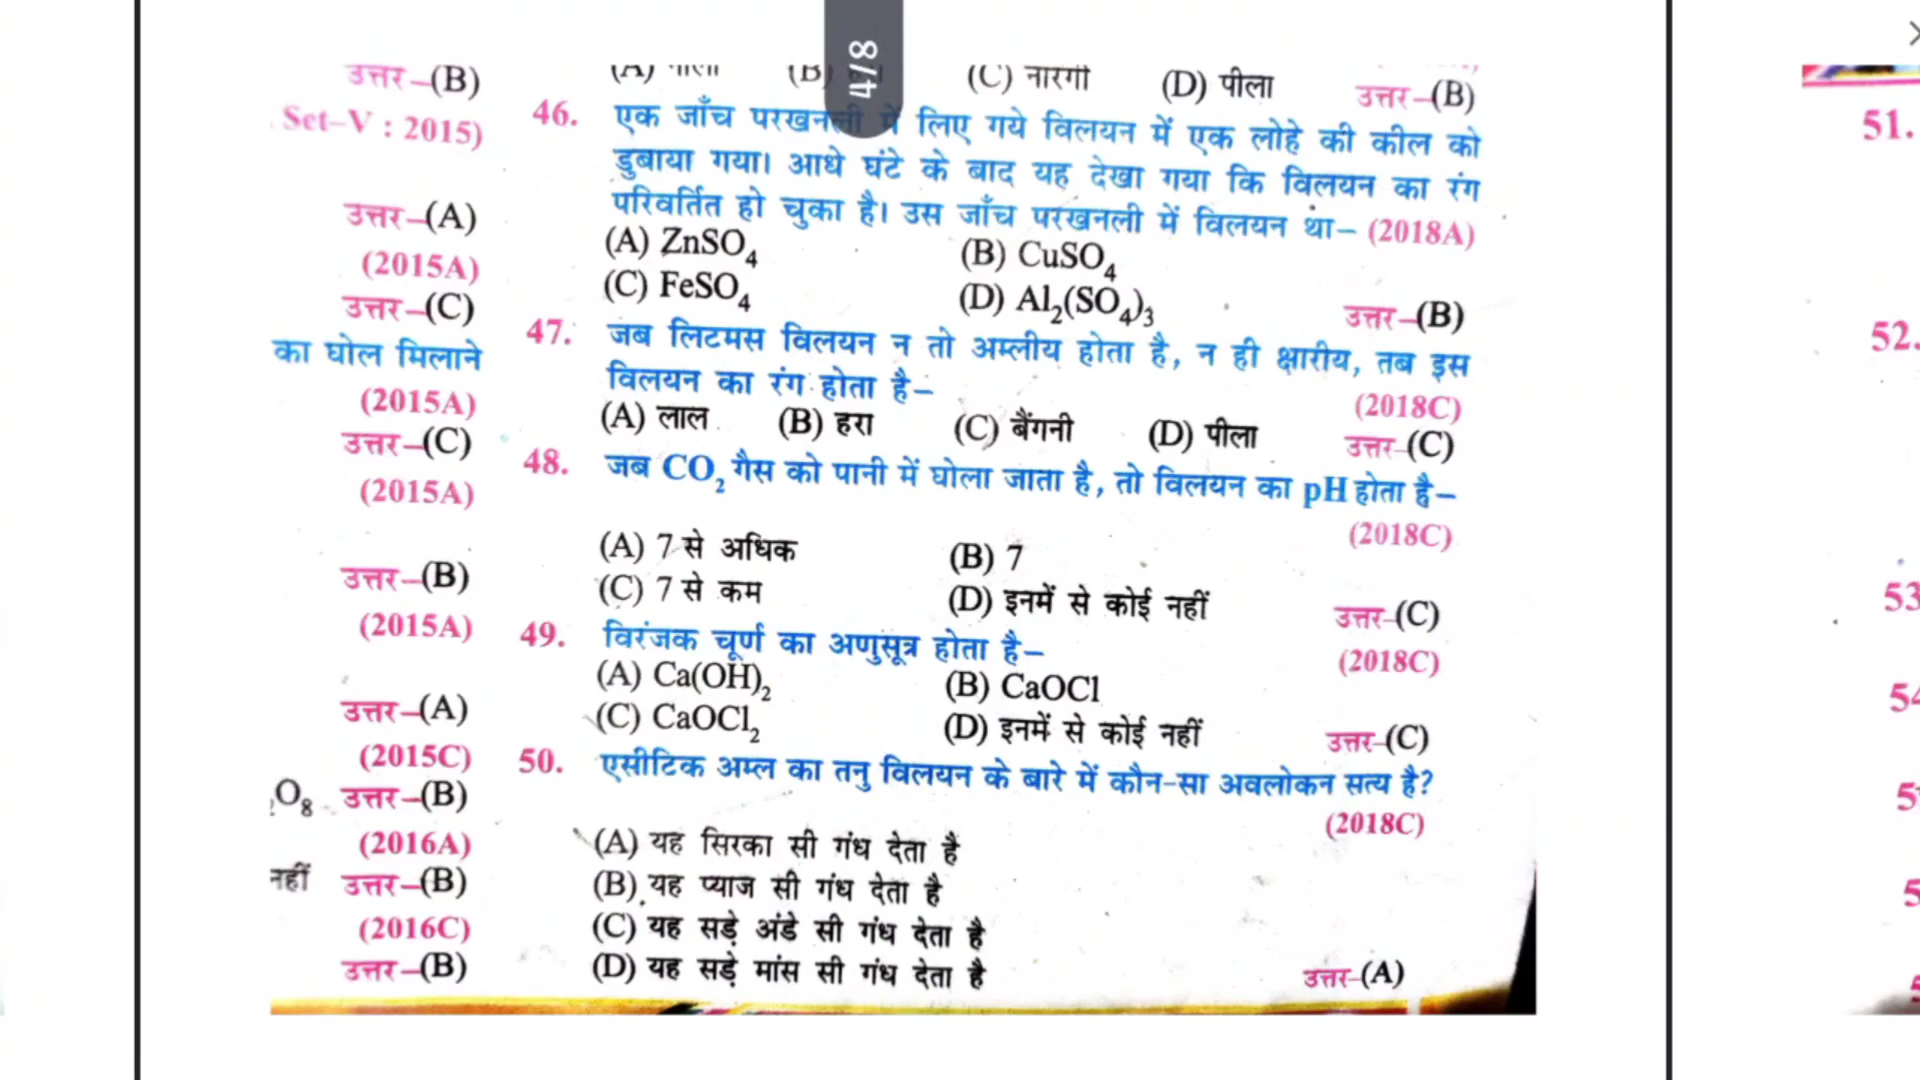 4/8
×
उत्तर–(B)
Set–V : 2015)
उत्तर–(A)
(2015A)
उत्तर–(C)
का घोल मिलाने
(2015A)
उत्तर–(C)
(2015A)
उत्तर–(B)
(2015A)
उत्तर–(A)
(2015C)
O₈ उत्तर–(B)
(2016A)
नहीं उत्तर–(B)
(2016C)
उत्तर–(B)
(C) नारंगी (D) पीला उत्तर–(B)
46. एक जाँच परखनली में लिए गये विलयन में एक लोहे की कील को
डुबाया गया। आधे घंटे के बाद यह देखा गया कि विलयन का रंग
परिवर्तित हो चुका है। उस जाँच परखनली में विलयन था– (2018A)
(A) ZnSO₄ (B) CuSO₄
(C) FeSO₄ (D) Al₂(SO₄)₃ उत्तर–(B)
47. जब लिटमस विलयन न तो अम्लीय होता है, न ही क्षारीय, तब इस
विलयन का रंग होता है– (2018C)
(A) लाल (B) हरा (C) बैंगनी (D) पीला उत्तर–(C)
48. जब CO₂ गैस को पानी में घोला जाता है, तो विलयन का pH होता है–
(2018C)
(A) 7 से अधिक (B) 7
(C) 7 से कम (D) इनमें से कोई नहीं उत्तर–(C)
49. विरंजक चूर्ण का अणुसूत्र होता है– (2018C)
(A) Ca(OH)₂ (B) CaOCl
(C) CaOCl₂ (D) इनमें से कोई नहीं उत्तर–(C)
50. एसीटिक अम्ल का तनु विलयन के बारे में कौन-सा अवलोकन सत्य है?
(2018C)
(A) यह सिरका सी गंध देता है
(B) यह प्याज सी गंध देता है
(C) यह सड़े अंडे सी गंध देता है
(D) यह सड़े मांस सी गंध देता है उत्तर–(A)
51.
52.
53
54